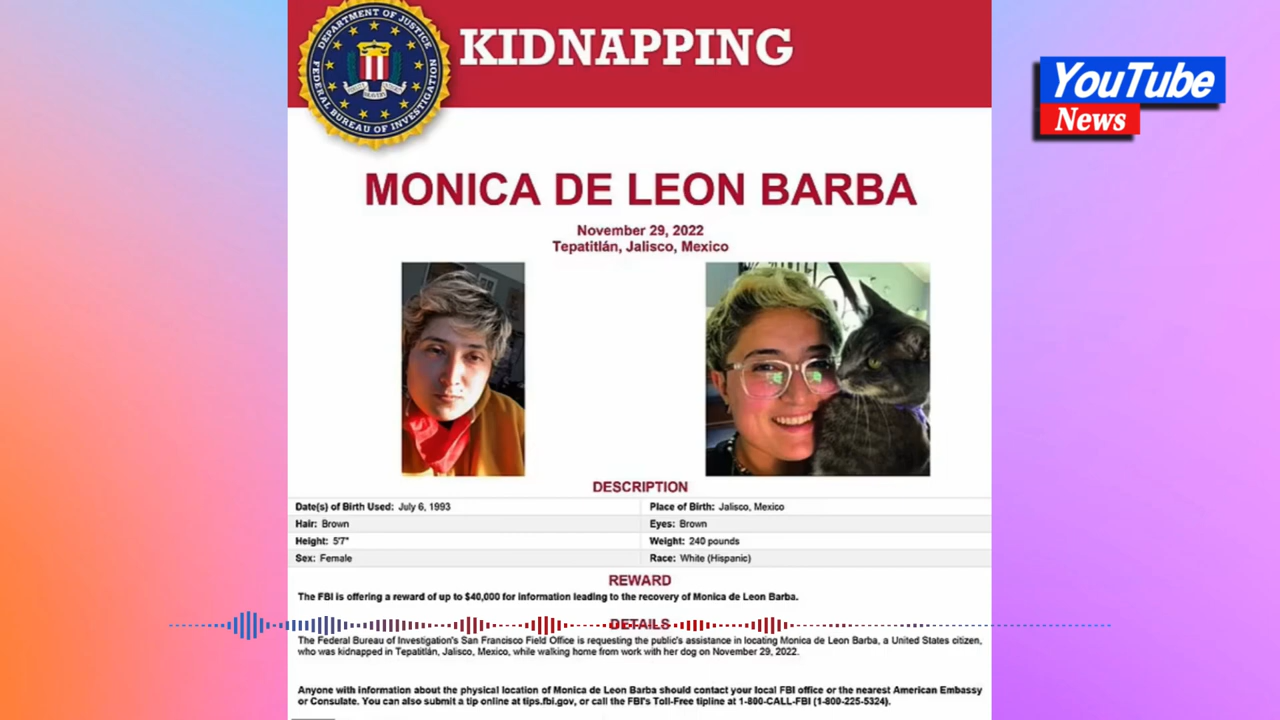 DEPARTMENT OF JUSTICE
FEDERAL BUREAU OF INVESTIGATION
KIDNAPPING
YouTube
News
MONICA DE LEON BARBA
November 29, 2022
Tepatitlán, Jalisco, Mexico
DESCRIPTION
Date(s) of Birth Used: July 6, 1993
Place of Birth: Jalisco, Mexico
Hair: Brown
Eyes: Brown
Height: 5'7"
Weight: 240 pounds
Sex: Female
Race: White (Hispanic)
REWARD
The FBI is offering a reward of up to $40,000 for information leading to the recovery of Monica de Leon Barba.
DETAILS
The Federal Bureau of Investigation's San Francisco Field Office is requesting the public's assistance in locating Monica de Leon Barba, a United States citizen,
who was kidnapped in Tepatitlán, Jalisco, Mexico, while walking home from work with her dog on November 29, 2022.
Anyone with information about the physical location of Monica de Leon Barba should contact your local FBI office or the nearest American Embassy
or Consulate. You can also submit a tip online at tips.fbi.gov, or call the FBI's Toll-Free tipline at 1-800-CALL-FBI (1-800-225-5324).